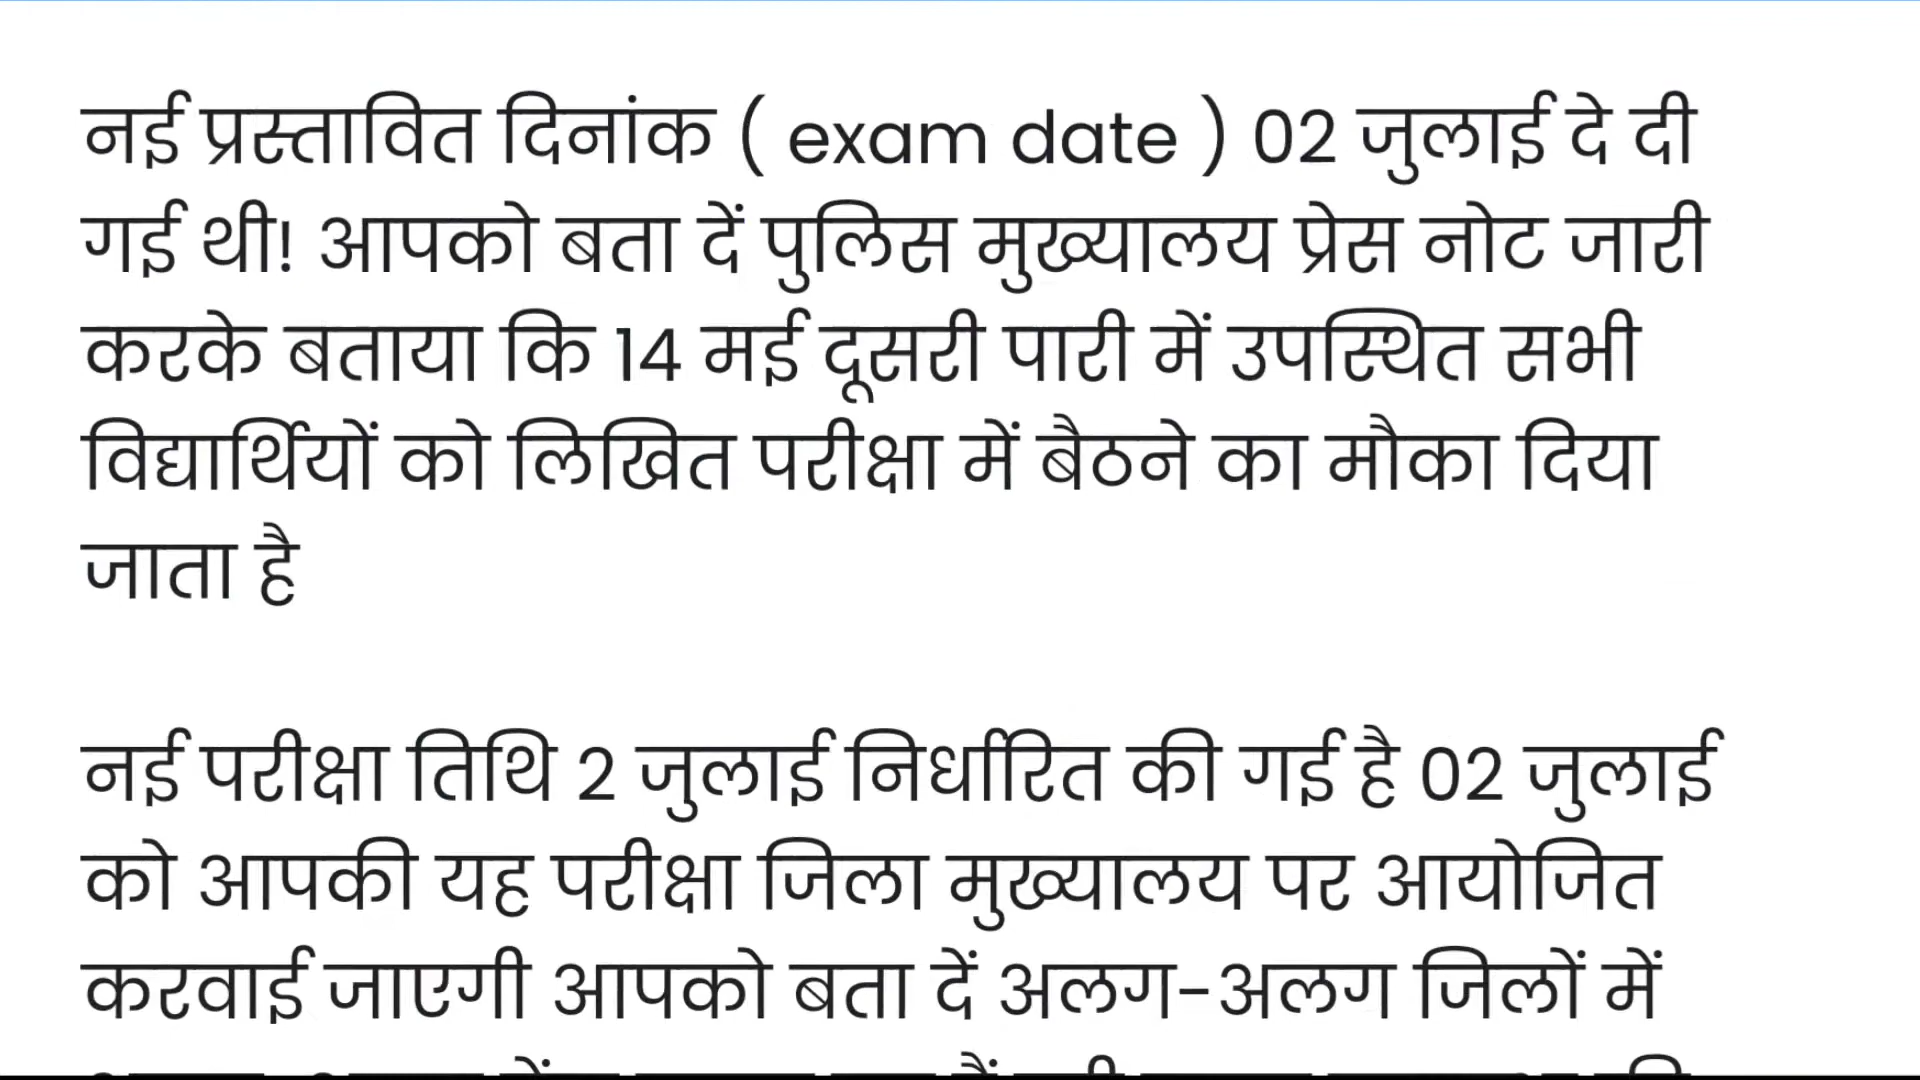 नई प्रस्तावित दिनांक ( exam date ) 02 जुलाई दे दी
गई थी! आपको बता दें पुलिस मुख्यालय प्रेस नोट जारी
करके बताया कि 14 मई दूसरी पारी में उपस्थित सभी
विद्यार्थियों को लिखित परीक्षा में बैठने का मौका दिया
जाता है
नई परीक्षा तिथि 2 जुलाई निर्धारित की गई है 02 जुलाई
को आपकी यह परीक्षा जिला मुख्यालय पर आयोजित
करवाई जाएगी आपको बता दें अलग-अलग जिलों में